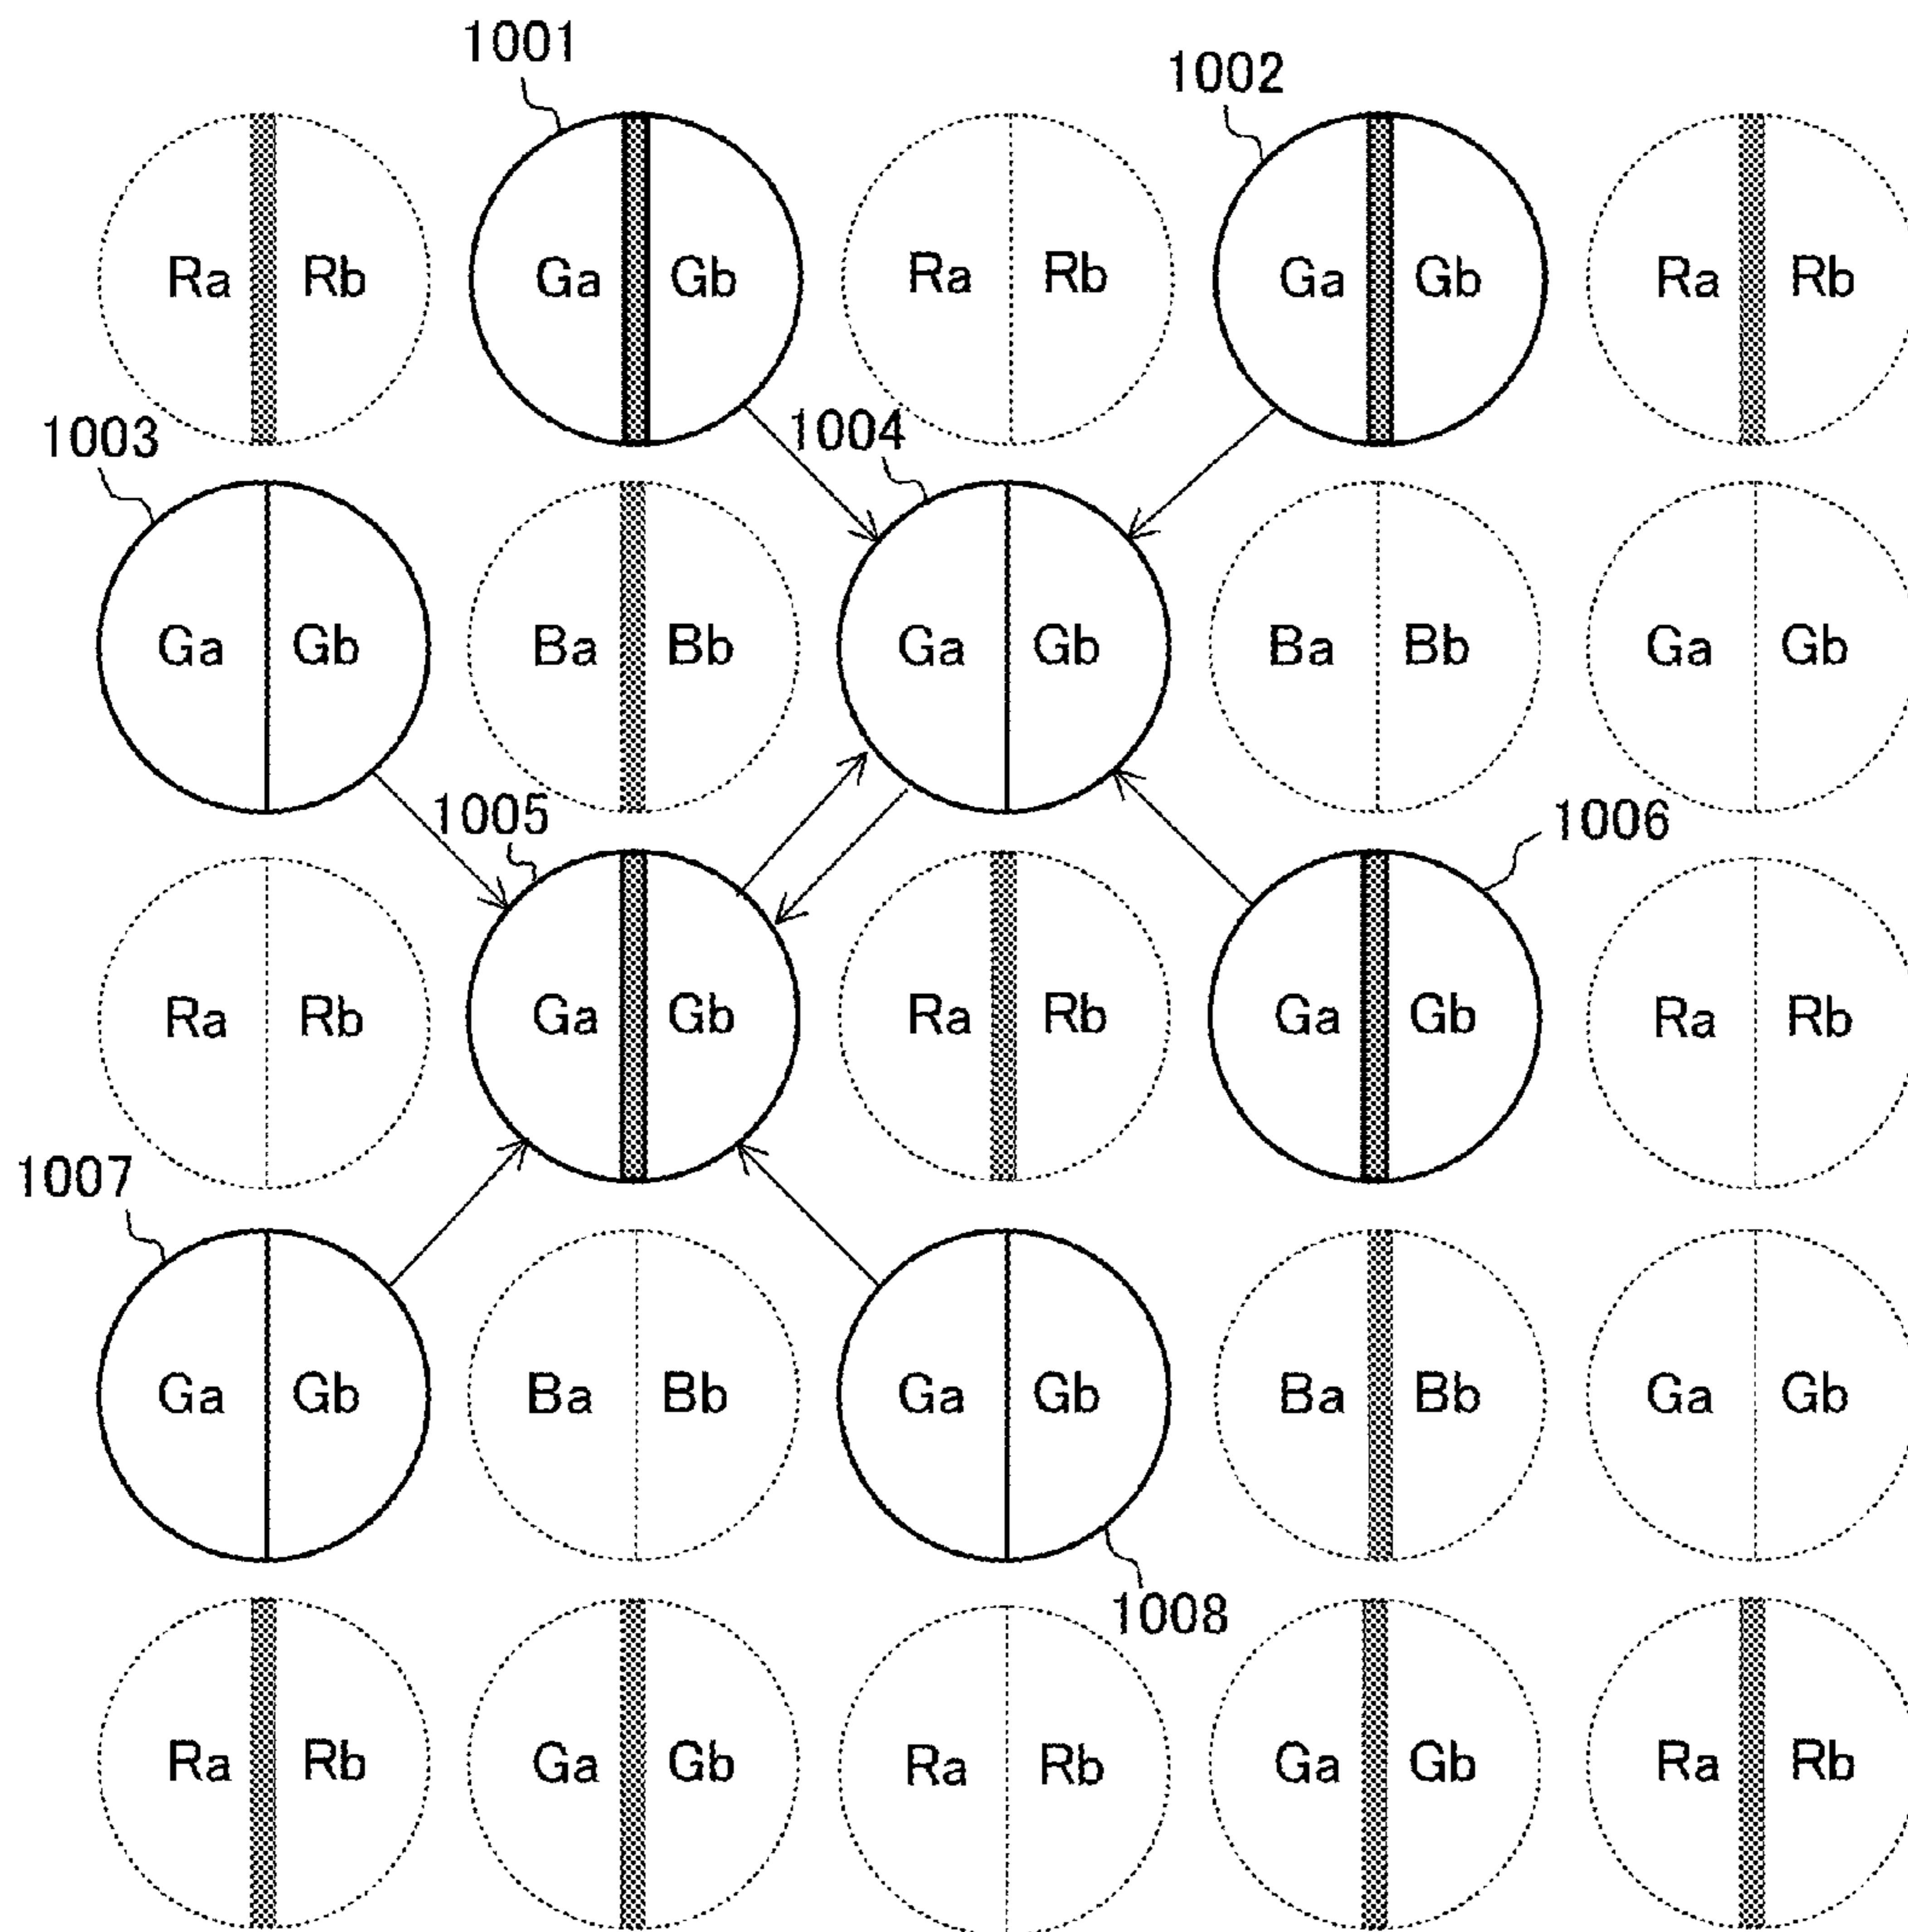 1001
1002
Ra Rb Ga Gb Ra Rb Ga Gb Ra Rb
1003
1004
Ga Gb Ba Bb Ga Gb Ba Bb Ga Gb
1005
1006
Ra Rb Ga Gb Ra Rb Ga Gb Ra Rb
1007
Ga Gb Ba Bb Ga Gb Ba Bb Ga Gb
1008
Ra Rb Ga Gb Ra Rb Ga Gb Ra Rb